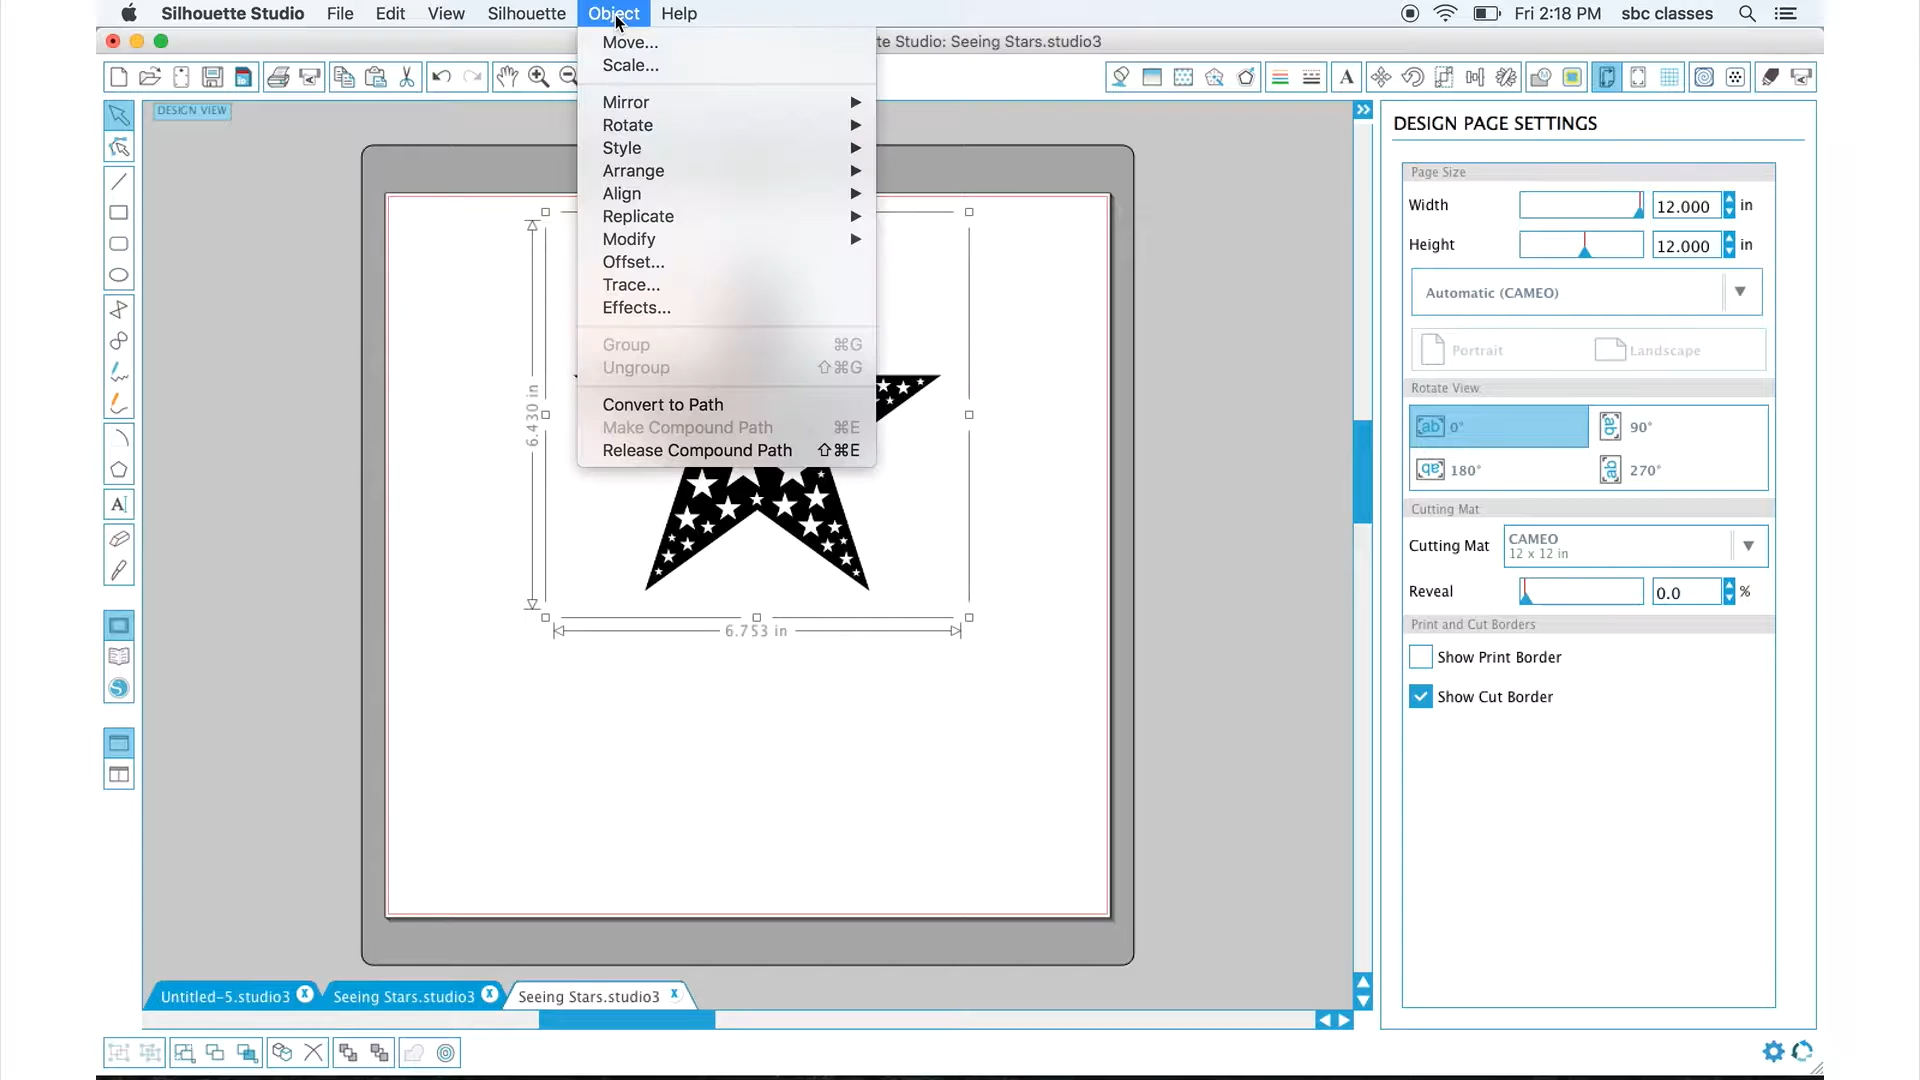 Silhouette Studio File Edit View Silhouette Object Help Fri 2:18 PM sbc classes
te Studio: Seeing Stars.studio3
DESIGN VIEW
Move...
Scale...
Mirror
Rotate
Style
Arrange
Align
Replicate
Modify
Offset...
Trace...
Effects...
Group ⌘G
Ungroup ⇧⌘G
Convert to Path
Make Compound Path ⌘E
Release Compound Path ⇧⌘E
6.430 in
6.753 in
DESIGN PAGE SETTINGS
Page Size
Width 12.000 in
Height 12.000 in
Automatic (CAMEO)
Portrait Landscape
Rotate View
ab 0° ab 90°
ab 180° ab 270°
Cutting Mat
Cutting Mat CAMEO
12 x 12 in
Reveal 0.0 %
Print and Cut Borders
Show Print Border
Show Cut Border
Untitled-5.studio3 x Seeing Stars.studio3 x Seeing Stars.studio3 x